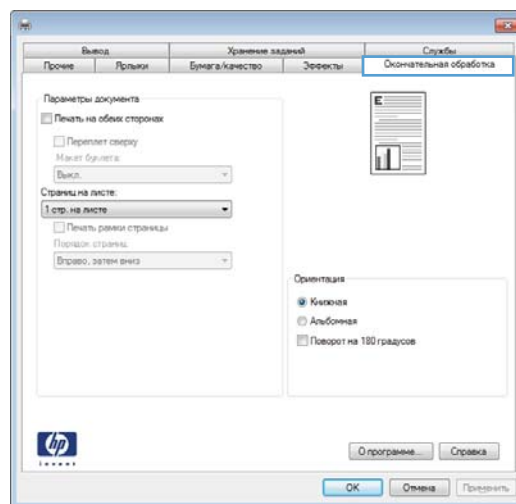 Вывод
Хранение заданий
Службы
Прочие
Ярлыки
Бумага/качество
Эффекты
Окончательная обработка
Параметры документа
Печать на обеих сторонах
Переплет сверху
Макет буклета:
Выкл.
Страниц на листе:
1 стр. на листе
Печать рамки страницы
Порядок страниц:
Вправо, затем вниз
E
Ориентация
Книжная
Альбомная
Поворот на 180 градусов
hp
invent
О программе...
Справка
OK
Отмена
Применить